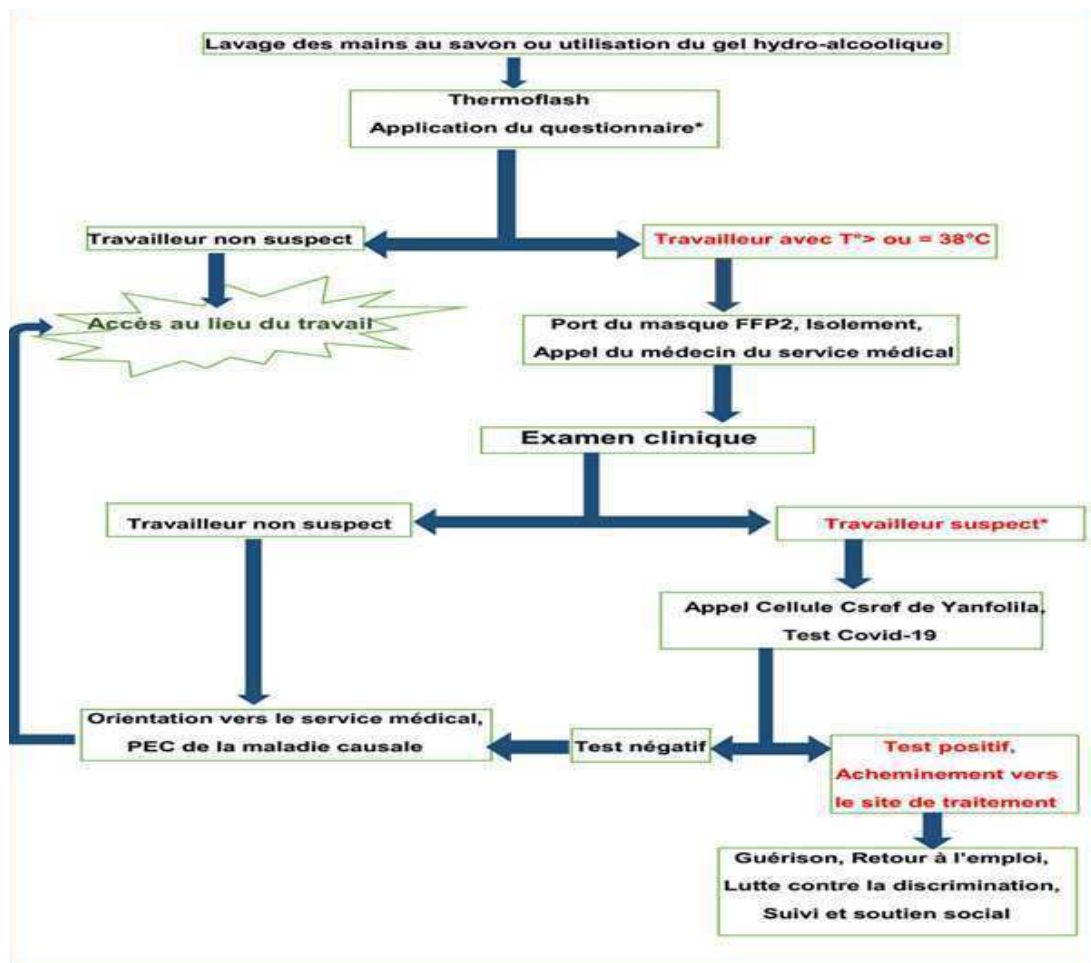 Lavage des mains au savon ou utilisation du gel hydro-alcoolique
Thermoflash
Application du questionnaire*
Travailleur non suspect
Travailleur avec T°> ou = 38°C
Accès au lieu du travail
Port du masque FFP2, Isolement,
Appel du médecin du service médical
Examen clinique
Travailleur non suspect
Travailleur suspect*
Appel Cellule Csref de Yanfolila,
Test Covid-19
Orientation vers le service médical,
PEC de la maladie causale
Test négatif
Test positif,
Acheminement vers
le site de traitement
Guérison, Retour à l'emploi,
Lutte contre la discrimination,
Suivi et soutien social